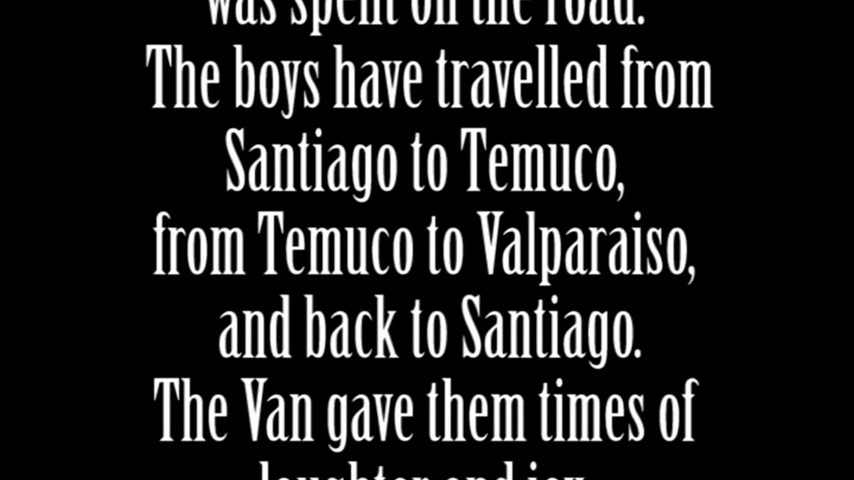 was spent on the road.
The boys have travelled from
Santiago to Temuco,
from Temuco to Valparaiso,
and back to Santiago.
The Van gave them times of
laughter and joy